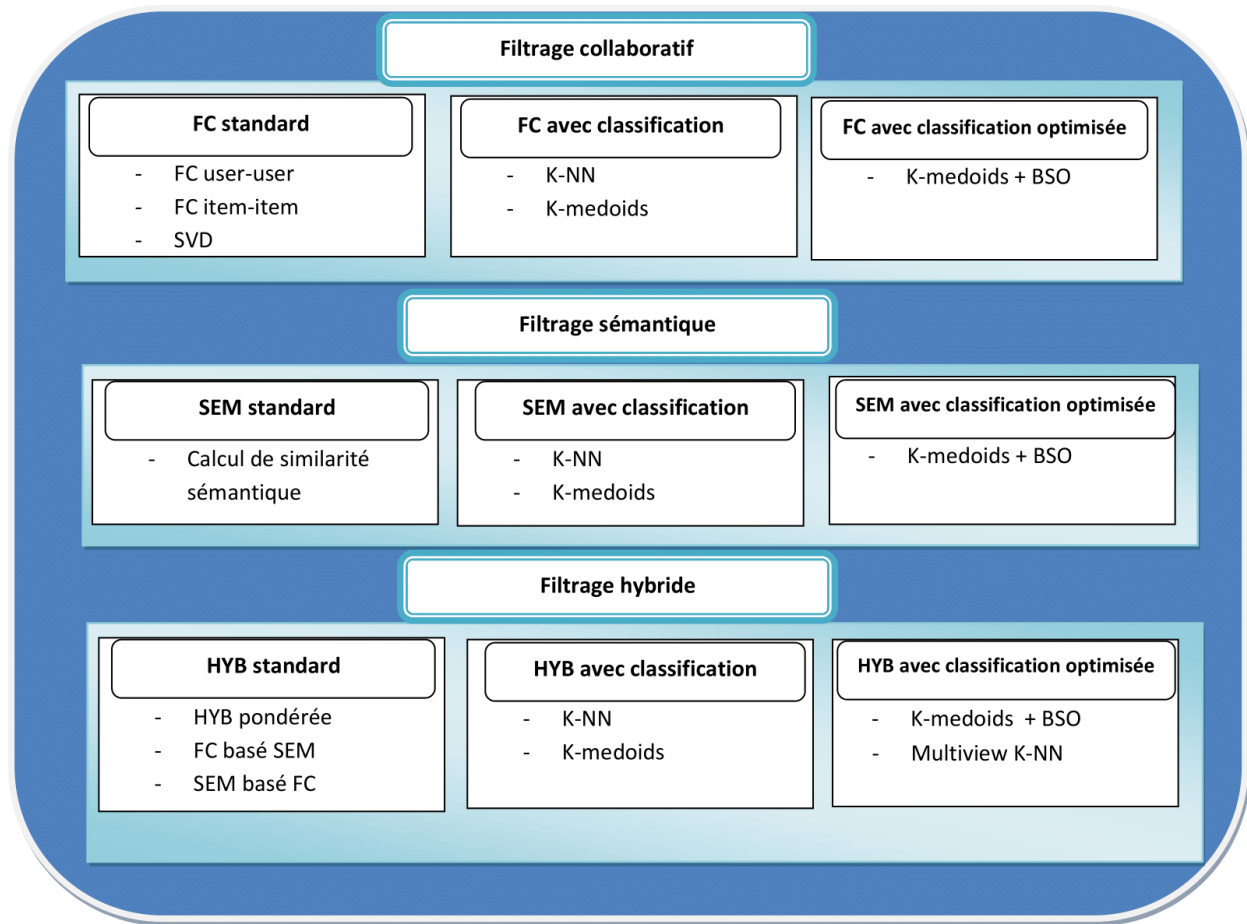 Filtrage collaboratif
FC standard
- FC user-user
- FC item-item
- SVD
FC avec classification
- K-NN
- K-medoids
FC avec classification optimisée
- K-medoids + BSO
Filtrage sémantique
SEM standard
- Calcul de similarité
sémantique
SEM avec classification
- K-NN
- K-medoids
SEM avec classification optimisée
- K-medoids + BSO
Filtrage hybride
HYB standard
- HYB pondérée
- FC basé SEM
- SEM basé FC
HYB avec classification
- K-NN
- K-medoids
HYB avec classification optimisée
- K-medoids + BSO
- Multiview K-NN